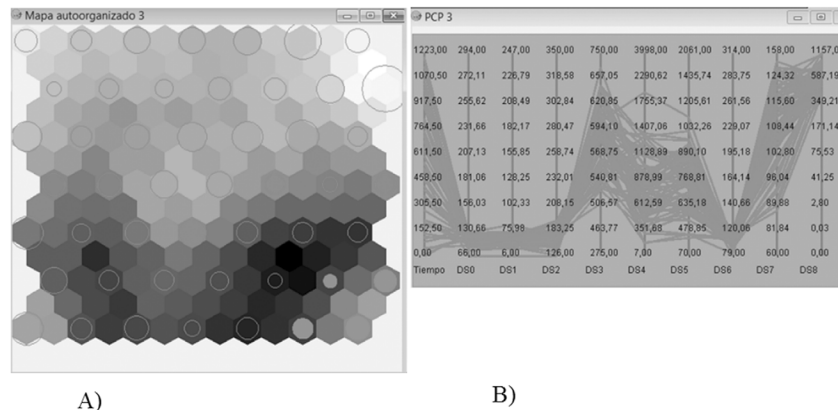 Mapa autoorganizado 3
PCP 3
1223,00 294,00 247,00 350,00 750,00 3998,00 2061,00 314,00 158,00 1157,0
1070,50 272,11 226,79 318,58 657,05 2290,62 1435,74 283,75 124,32 587,19
917,50 255,62 208,49 302,84 620,85 1755,37 1205,61 261,56 115,60 349,21
764,50 231,66 182,17 280,47 594,10 1407,06 1032,26 229,07 108,44 171,14
611,50 207,13 155,85 258,74 568,75 1128,89 890,10 195,18 102,80 75,53
458,50 181,06 128,25 232,01 540,81 878,99 768,81 164,14 96,04 41,25
305,50 156,03 102,33 208,15 506,57 612,59 635,18 140,66 89,88 2,80
152,50 130,66 75,98 183,25 463,77 351,68 478,85 120,06 81,84 0,03
0,00 66,00 6,00 126,00 275,00 7,00 70,00 79,00 60,00 0,00
Tiempo DS0 DS1 DS2 DS3 DS4 DS5 DS6 DS7 DS8
A)
B)